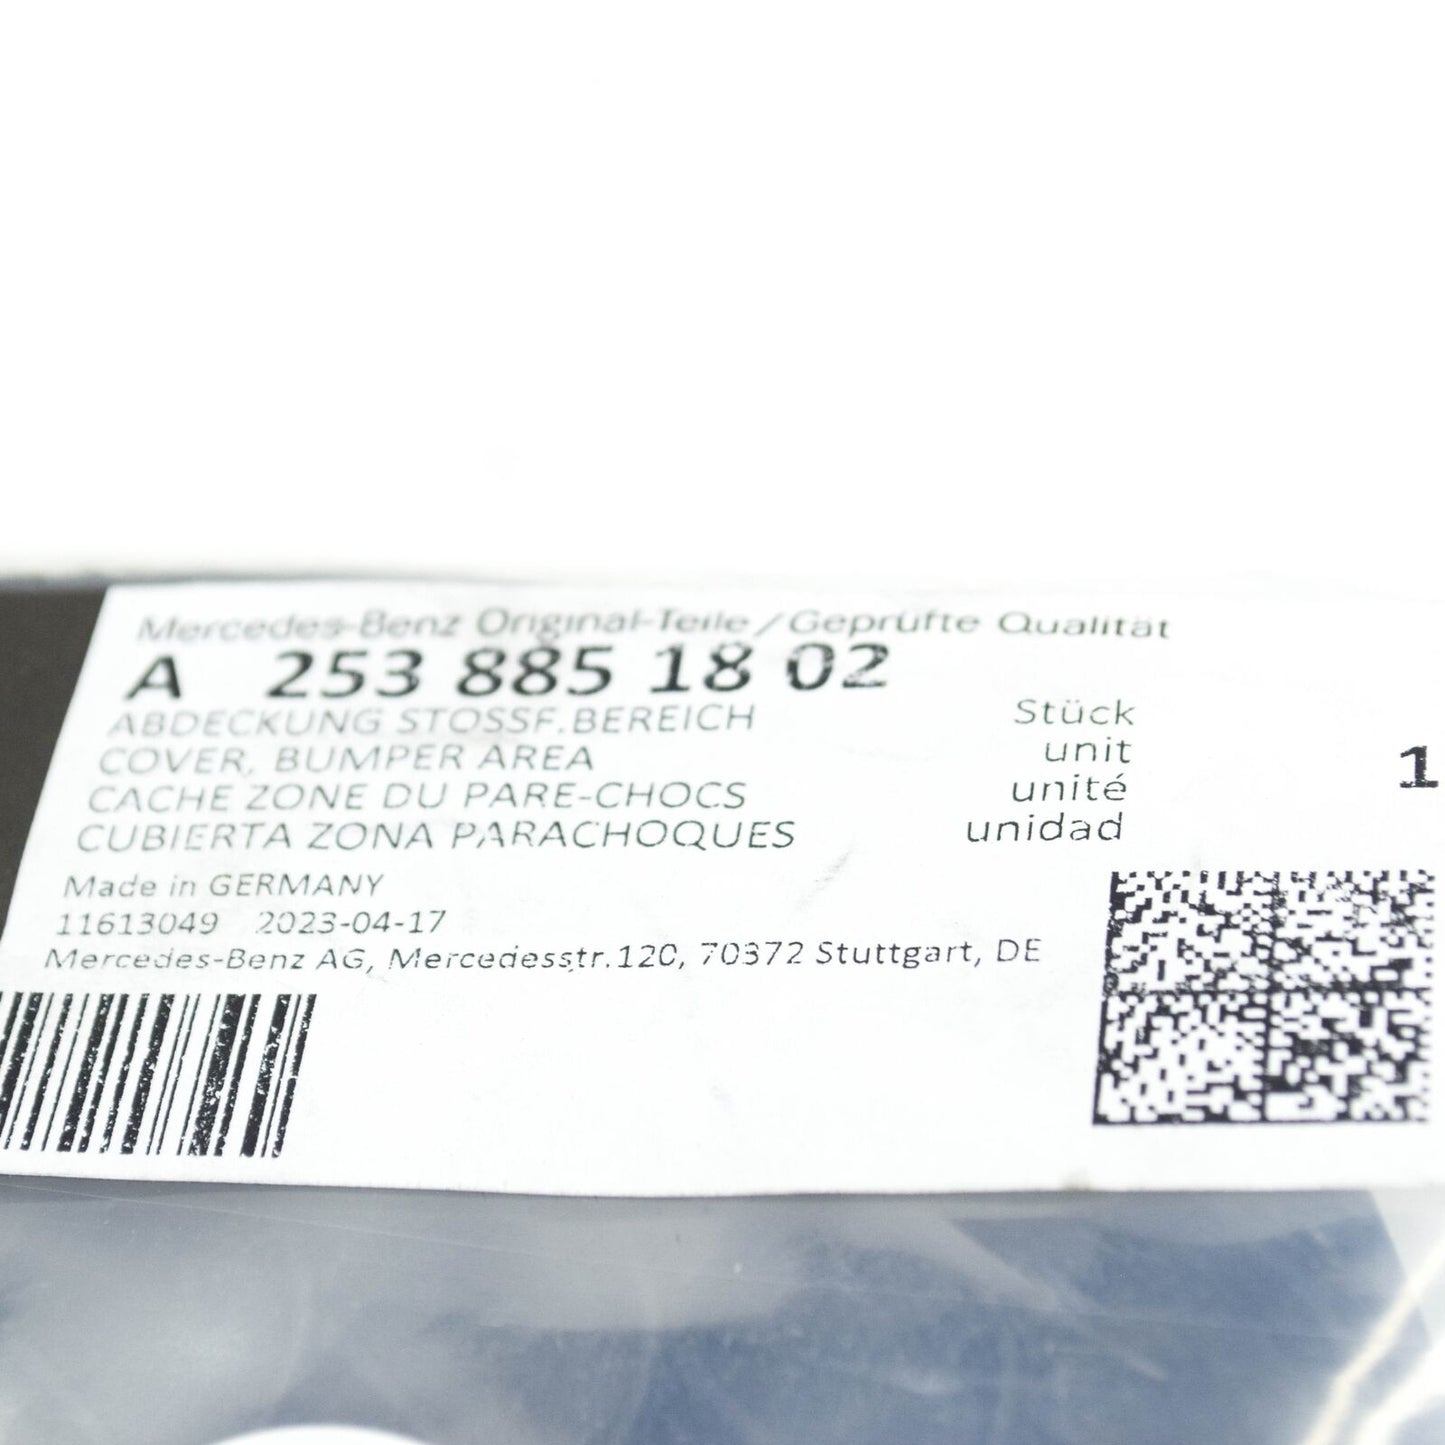 Mercedes-Benz Original-Teile/Geprüfte Qualität
A 253 885 18 02
ABDECKUNG STOSSF.BEREICH
COVER, BUMPER AREA
CACHE ZONE DU PARE-CHOCS
CUBIERTA ZONA PARACHOQUES
Stück
unit
unité
unidad
1
Made in GERMANY
11613049 2023-04-17
Mercedes-Benz AG, Mercedesstr.120, 70372 Stuttgart, DE